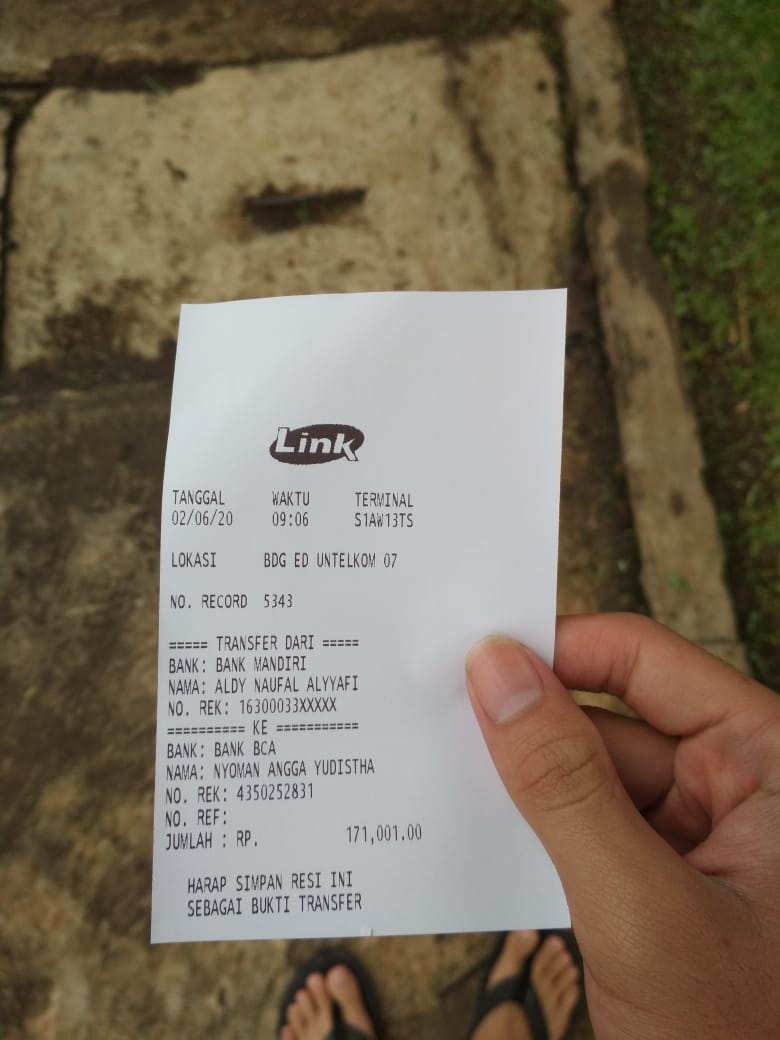 Link
TANGGAL WAKTU TERMINAL
02/06/20 09:06 S1AW13TS
LOKASI BDG ED UNTELKOM 07
NO. RECORD 5343
===== TRANSFER DARI =====
BANK: BANK MANDIRI
NAMA: ALDY NAUFAL ALYYAFI
NO. REK: 16300033XXXXX
========== KE ===========
BANK: BANK BCA
NAMA: NYOMAN ANGGA YUDISTHA
NO. REK: 4350252831
NO. REF:
JUMLAH : RP. 171,001.00
HARAP SIMPAN RESI INI
SEBAGAI BUKTI TRANSFER